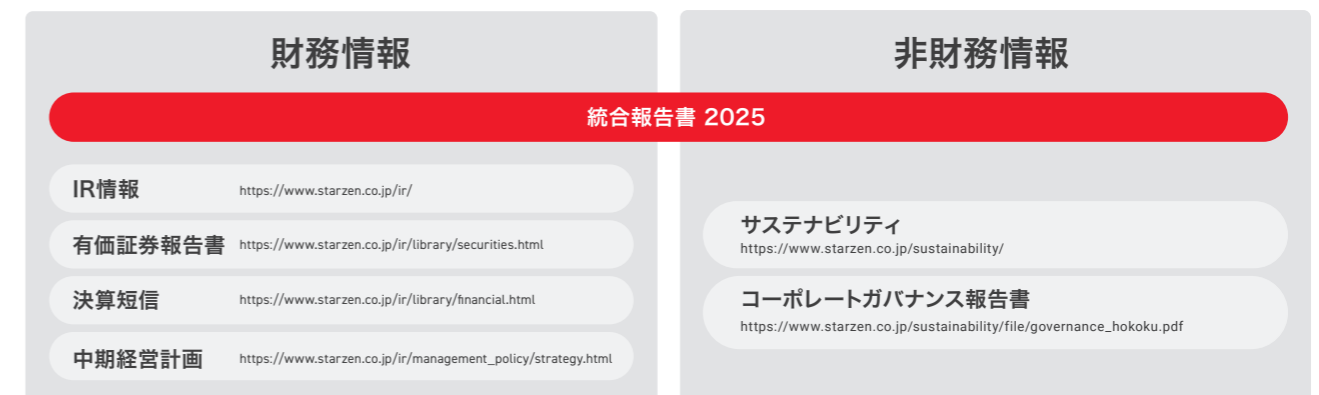 財務情報
非財務情報
統合報告書 2025
IR情報 https://www.starzen.co.jp/ir/
有価証券報告書 https://www.starzen.co.jp/ir/library/securities.html
決算短信 https://www.starzen.co.jp/ir/library/financial.html
中期経営計画 https://www.starzen.co.jp/ir/management_policy/strategy.html
サステナビリティ
https://www.starzen.co.jp/sustainability/
コーポレートガバナンス報告書
https://www.starzen.co.jp/sustainability/file/governance_hokoku.pdf